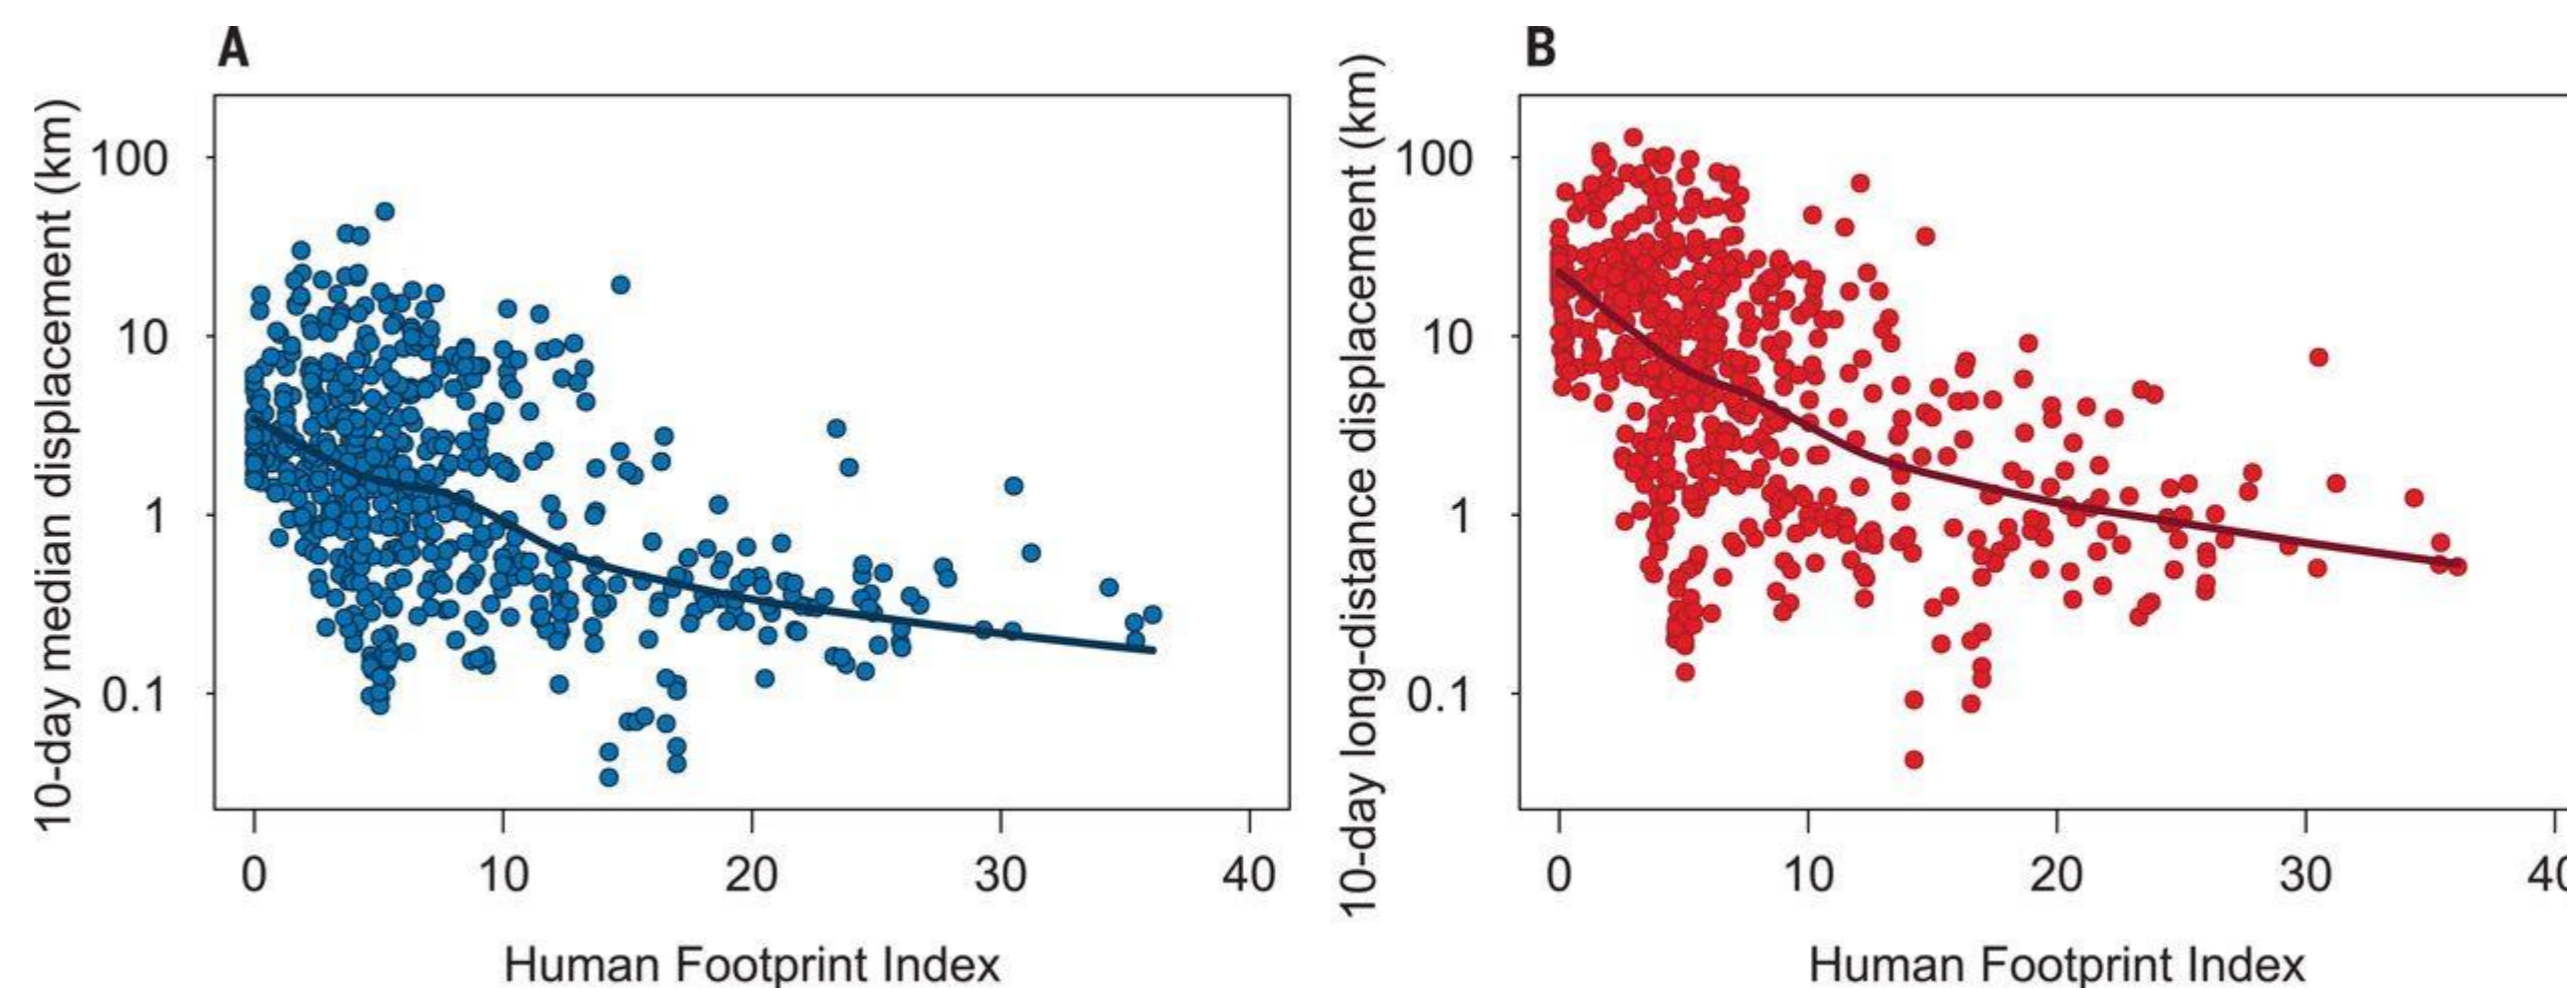 A
10-day median displacement (km)
100
10
1
0.1
0 10 20 30 40
Human Footprint Index
B
10-day long-distance displacement (km)
100
10
1
0.1
0 10 20 30 40
Human Footprint Index